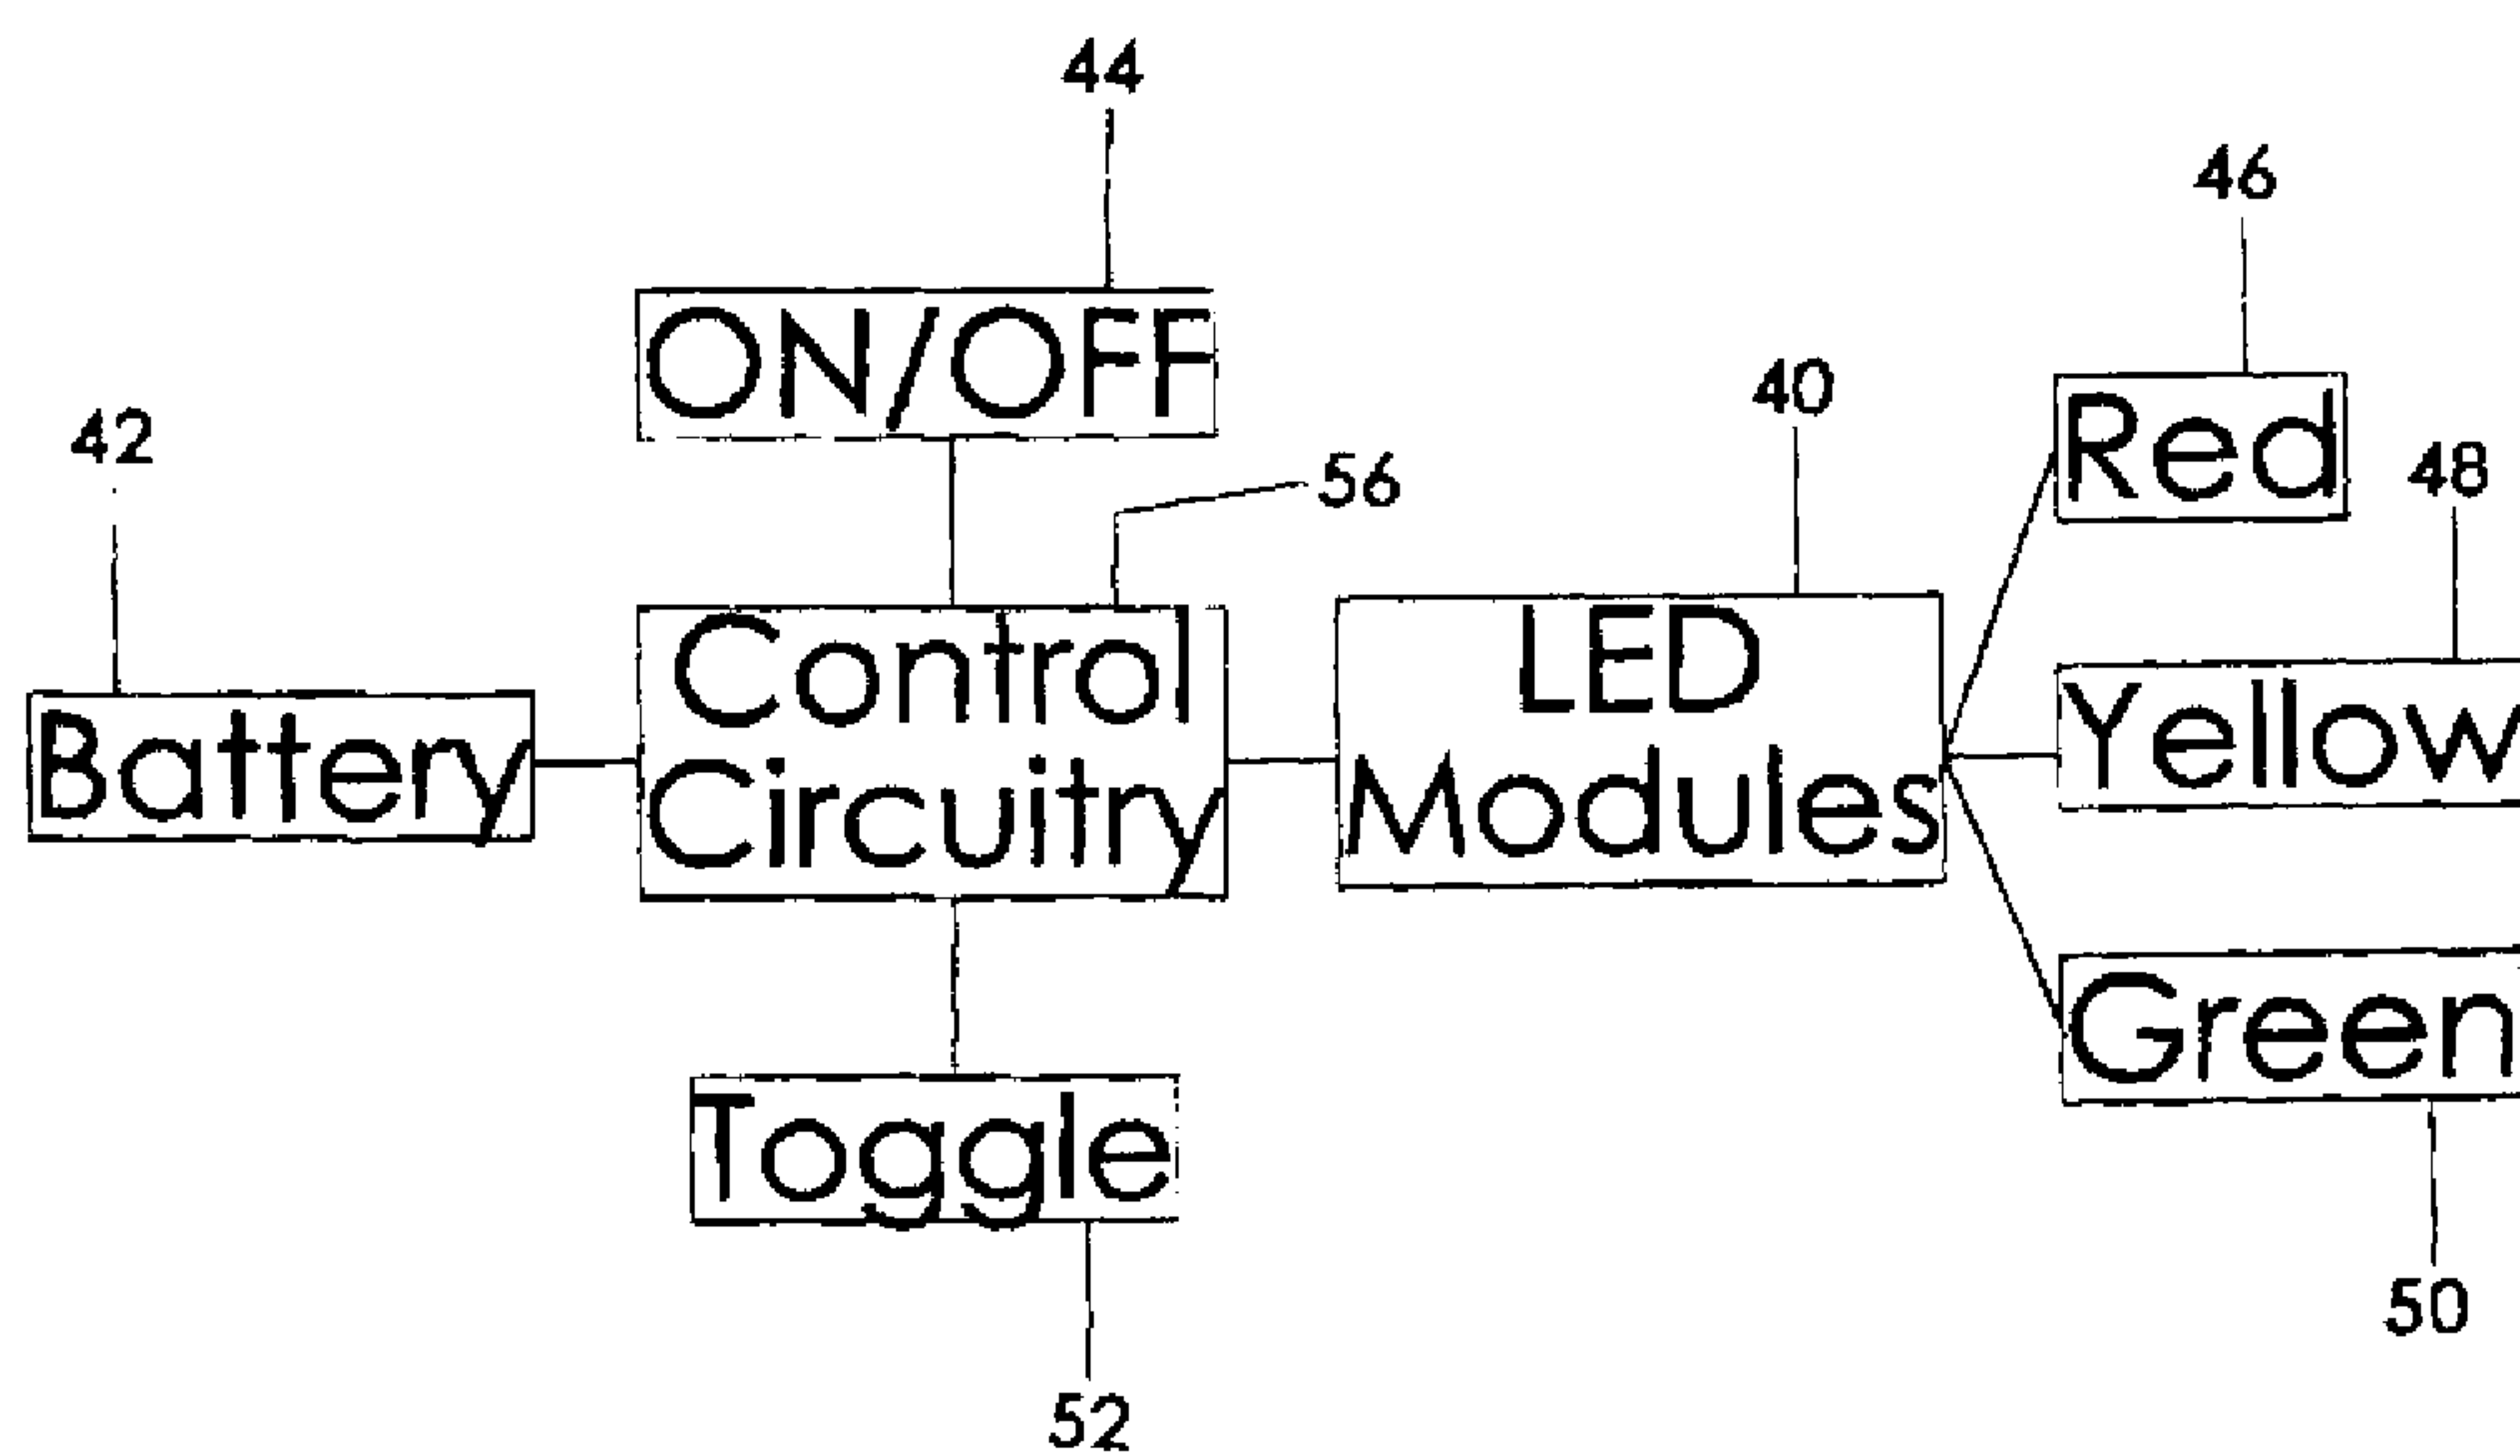 44
46
ON/OFF
40
Red
42
56
48
Control
Circuitry
LED
Modules
Yellow
Battery
Green
Toggle
50
52